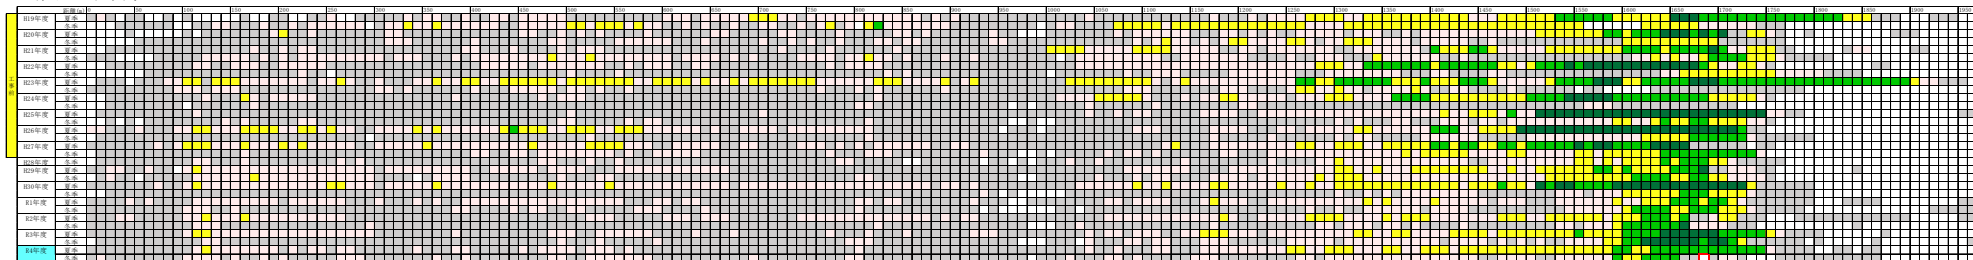 距離(m) 0 50 100 150 200 250 300 350 400 450 500 550 600 650 700 750 800 850 900 950 1000 1050 1100 1150 1200 1250 1300 1350 1400 1450 1500 1550 1600 1650 1700 1750 1800 1850 1900 1950
工事前
H19年度 夏季
冬季
H20年度 夏季
冬季
H21年度 夏季
冬季
H22年度 夏季
冬季
H23年度 夏季
冬季
H24年度 夏季
冬季
H25年度 夏季
冬季
H26年度 夏季
冬季
H27年度 夏季
冬季
H28年度 冬季
H29年度 夏季
冬季
H30年度 夏季
冬季
R1年度 夏季
冬季
R2年度 夏季
冬季
R3年度 夏季
冬季
R4年度 夏季
冬季